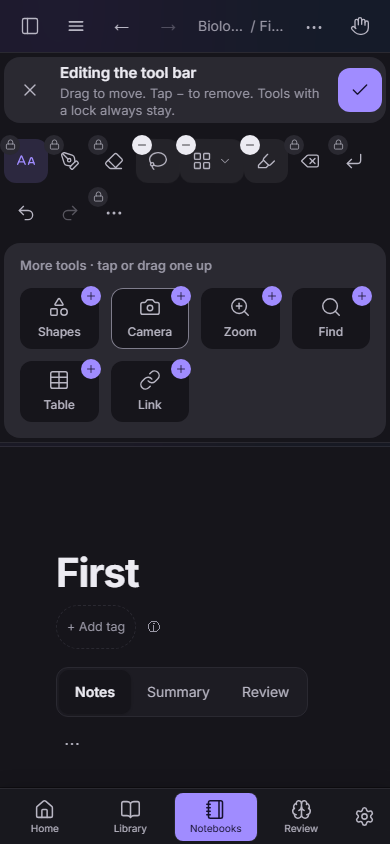 Biolo... / Fi...
Editing the tool bar
Drag to move. Tap − to remove. Tools with
a lock always stay.
AA
More tools · tap or drag one up
Shapes
Camera
Zoom
Find
Table
Link
First
+ Add tag
Notes
Summary
Review
...
Home
Library
Notebooks
Review